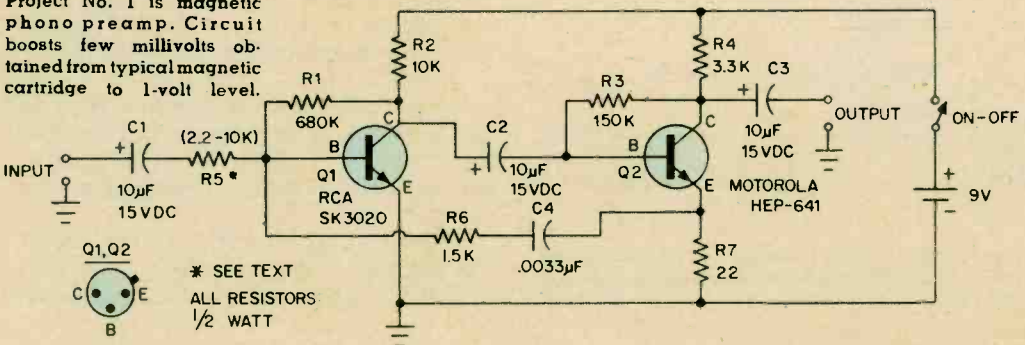 Project No. 1 is magnetic
phono preamp. Circuit
boosts few millivolts ob-
tained from typical magnetic
cartridge to 1-volt level.
R1
680K
R2
10K
R3
150K
R4
3.3K
C3
+
10µF
15VDC
OUTPUT
ON-OFF
+
9V
INPUT
C1
+
10µF
15VDC
(2.2-10K)
R5 *
B
C
E
Q1
RCA
SK3020
C2
+
10µF
15VDC
B
C
E
Q2
MOTOROLA
HEP-641
R6
1.5K
C4
.0033µF
R7
22
Q1,Q2
C
E
B
* SEE TEXT
ALL RESISTORS
1/2 WATT